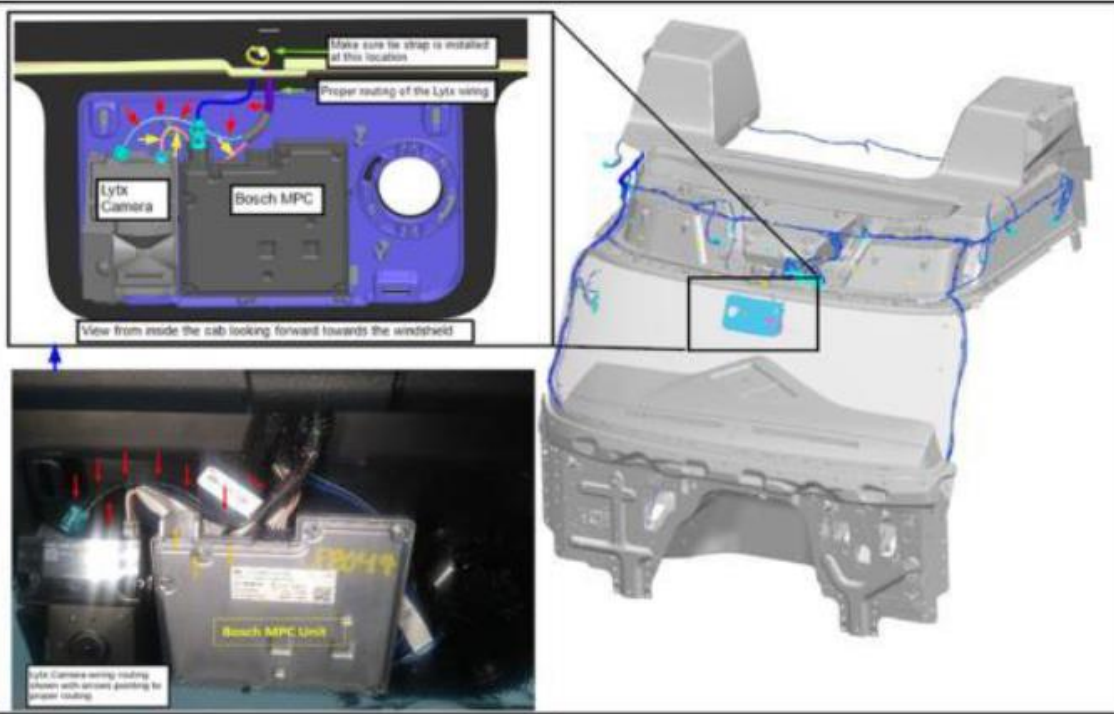 Make sure tie strap is installed
at this location
Proper routing of the Lytx wiring
Lytx
Camera
Bosch MPC
View from inside the cab looking forward towards the windshield
Bosch MPC Unit
Lytx Camera wiring routing
shown with arrows pointing to
proper routing.